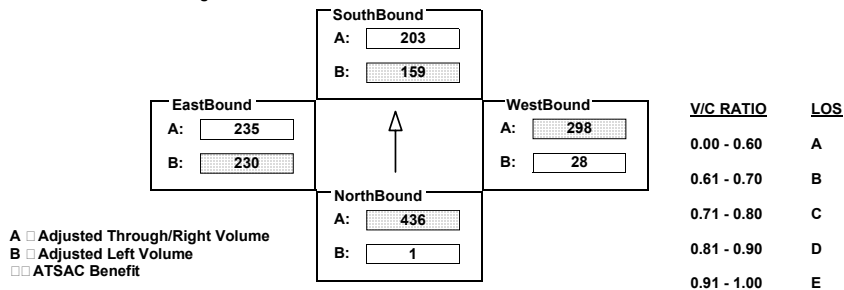 SouthBound
A: 203
B: 159
EastBound
A: 235
B: 230
WestBound
A: 298
B: 28
NorthBound
A: 436
B: 1
A □ Adjusted Through/Right Volume
B □ Adjusted Left Volume
□□ ATSAC Benefit
V/C RATIO LOS
0.00 - 0.60 A
0.61 - 0.70 B
0.71 - 0.80 C
0.81 - 0.90 D
0.91 - 1.00 E